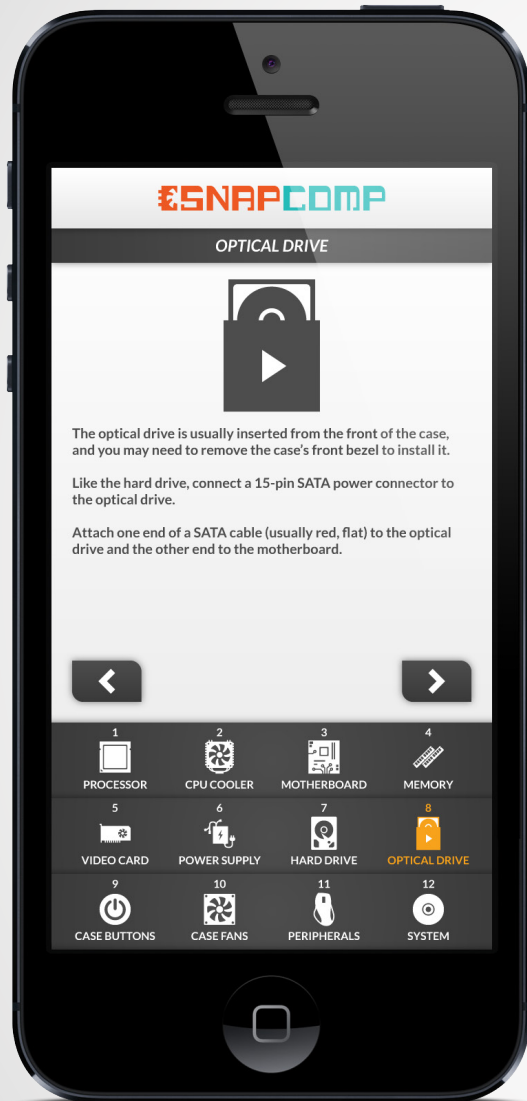 SNAPCOMP
OPTICAL DRIVE
The optical drive is usually inserted from the front of the case,
and you may need to remove the case's front bezel to install it.
Like the hard drive, connect a 15-pin SATA power connector to
the optical drive.
Attach one end of a SATA cable (usually red, flat) to the optical
drive and the other end to the motherboard.
1 2 3 4
PROCESSOR CPU COOLER MOTHERBOARD MEMORY
5 6 7 8
VIDEO CARD POWER SUPPLY HARD DRIVE OPTICAL DRIVE
9 10 11 12
CASE BUTTONS CASE FANS PERIPHERALS SYSTEM